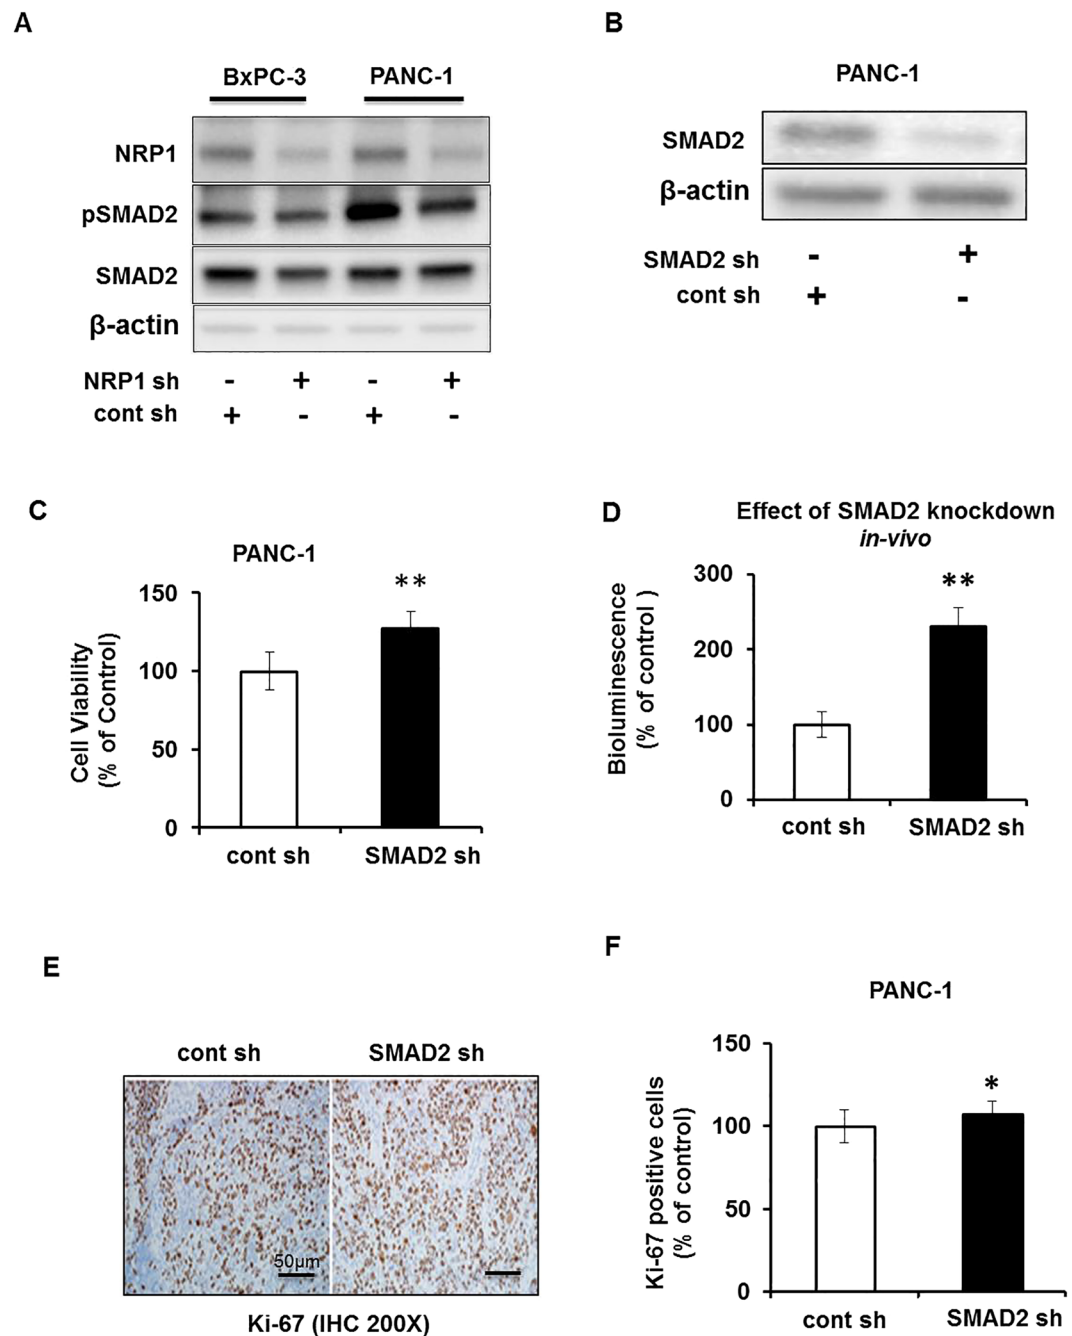 A
BxPC-3 PANC-1
NRP1
pSMAD2
SMAD2
β-actin
NRP1 sh - + - +
cont sh + - + -
B
PANC-1
SMAD2
β-actin
SMAD2 sh - +
cont sh + -
C
PANC-1
**
Cell Viability
(% of Control)
150
100
50
0
cont sh SMAD2 sh
D
Effect of SMAD2 knockdown
in-vivo
**
Bioluminescence
(% of control )
300
200
100
0
cont sh SMAD2 sh
E
cont sh SMAD2 sh
50μm
Ki-67 (IHC 200X)
F
PANC-1
*
Ki-67 positive cells
(% of control)
150
100
50
0
cont sh SMAD2 sh